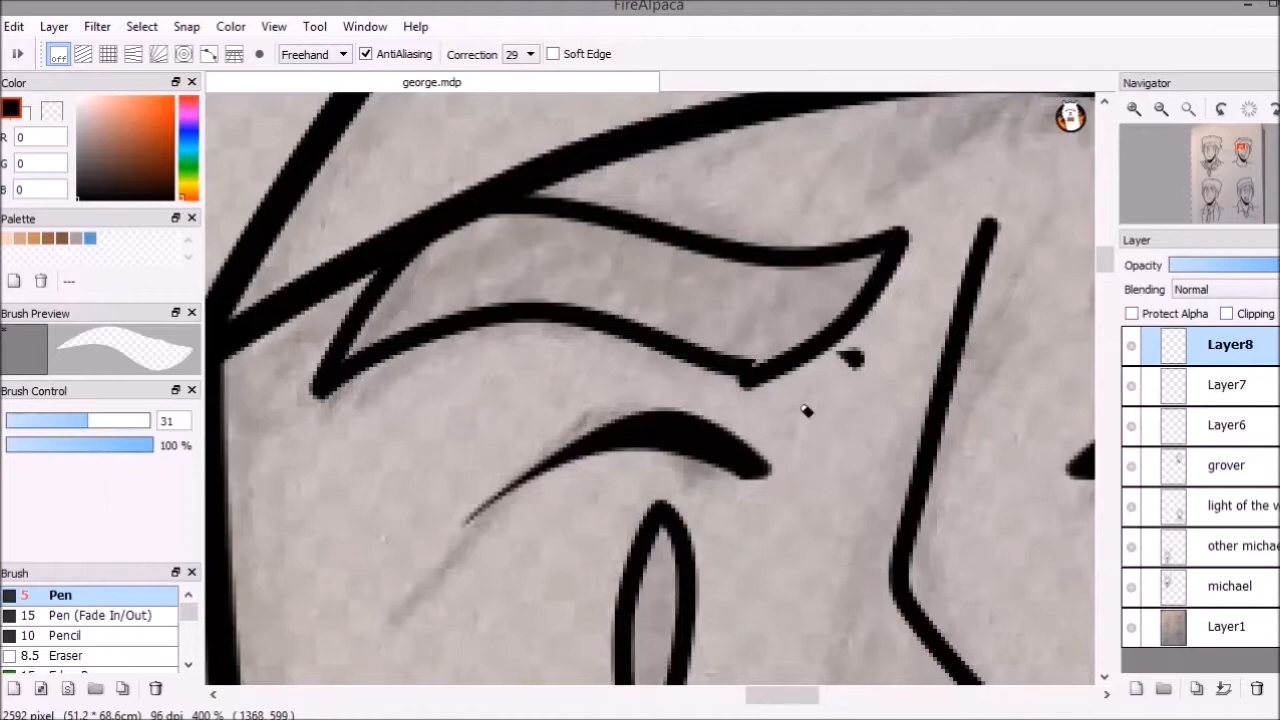 FireAlpaca
Edit Layer Filter Select Snap Color View Tool Window Help
off Freehand AntiAliasing Correction 29 Soft Edge
Color
george.mdp
Navigator
R 0
G 0
B 0
Palette
---
Brush Preview
Brush Control
31
100 %
Layer
Opacity
Blending Normal
Protect Alpha Clipping
Layer8
Layer7
Layer6
grover
light of the w
other micha
michael
Layer1
Brush
5 Pen
15 Pen (Fade In/Out)
10 Pencil
8.5 Eraser
2592 pixel (51.2 * 68.6cm) 96 dpi 400 % ( 1368, 599 )